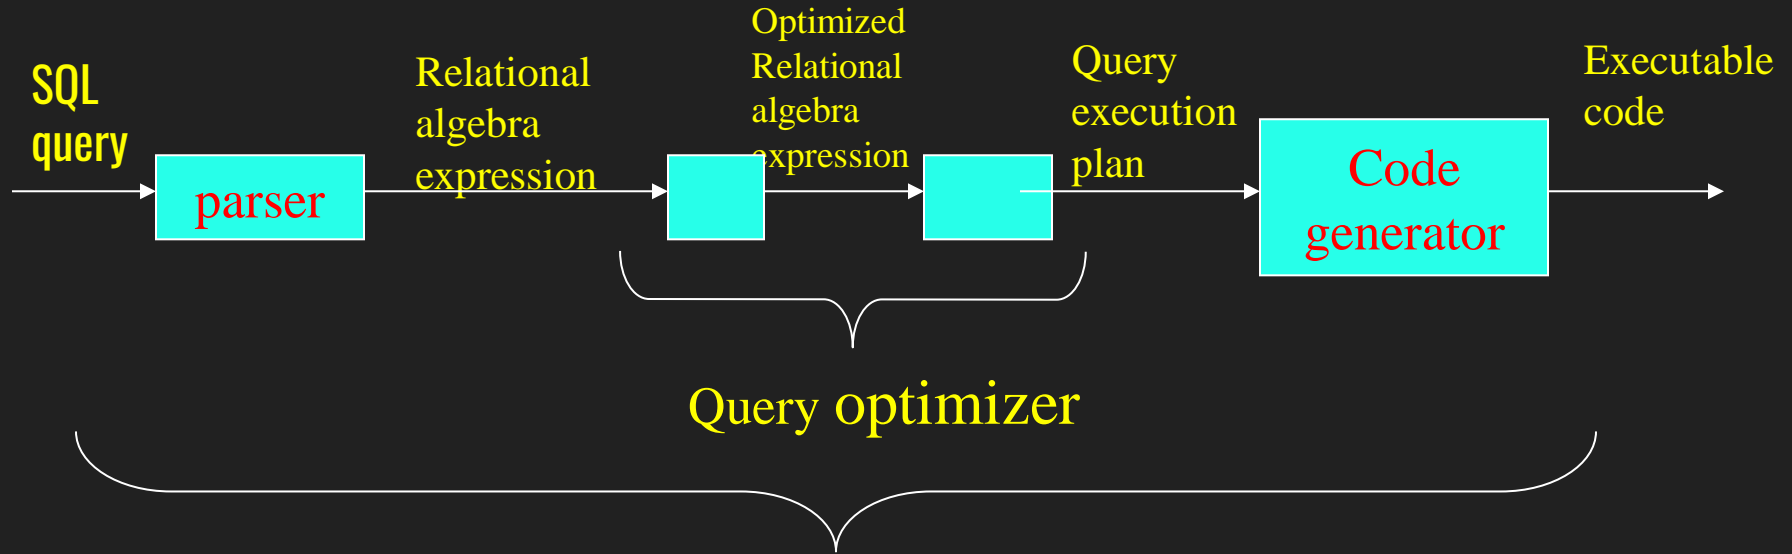 SQL
query
parser
Relational
algebra
expression
Optimized
Relational
algebra
expression
Query
execution
plan
Code
generator
Executable
code
Query optimizer